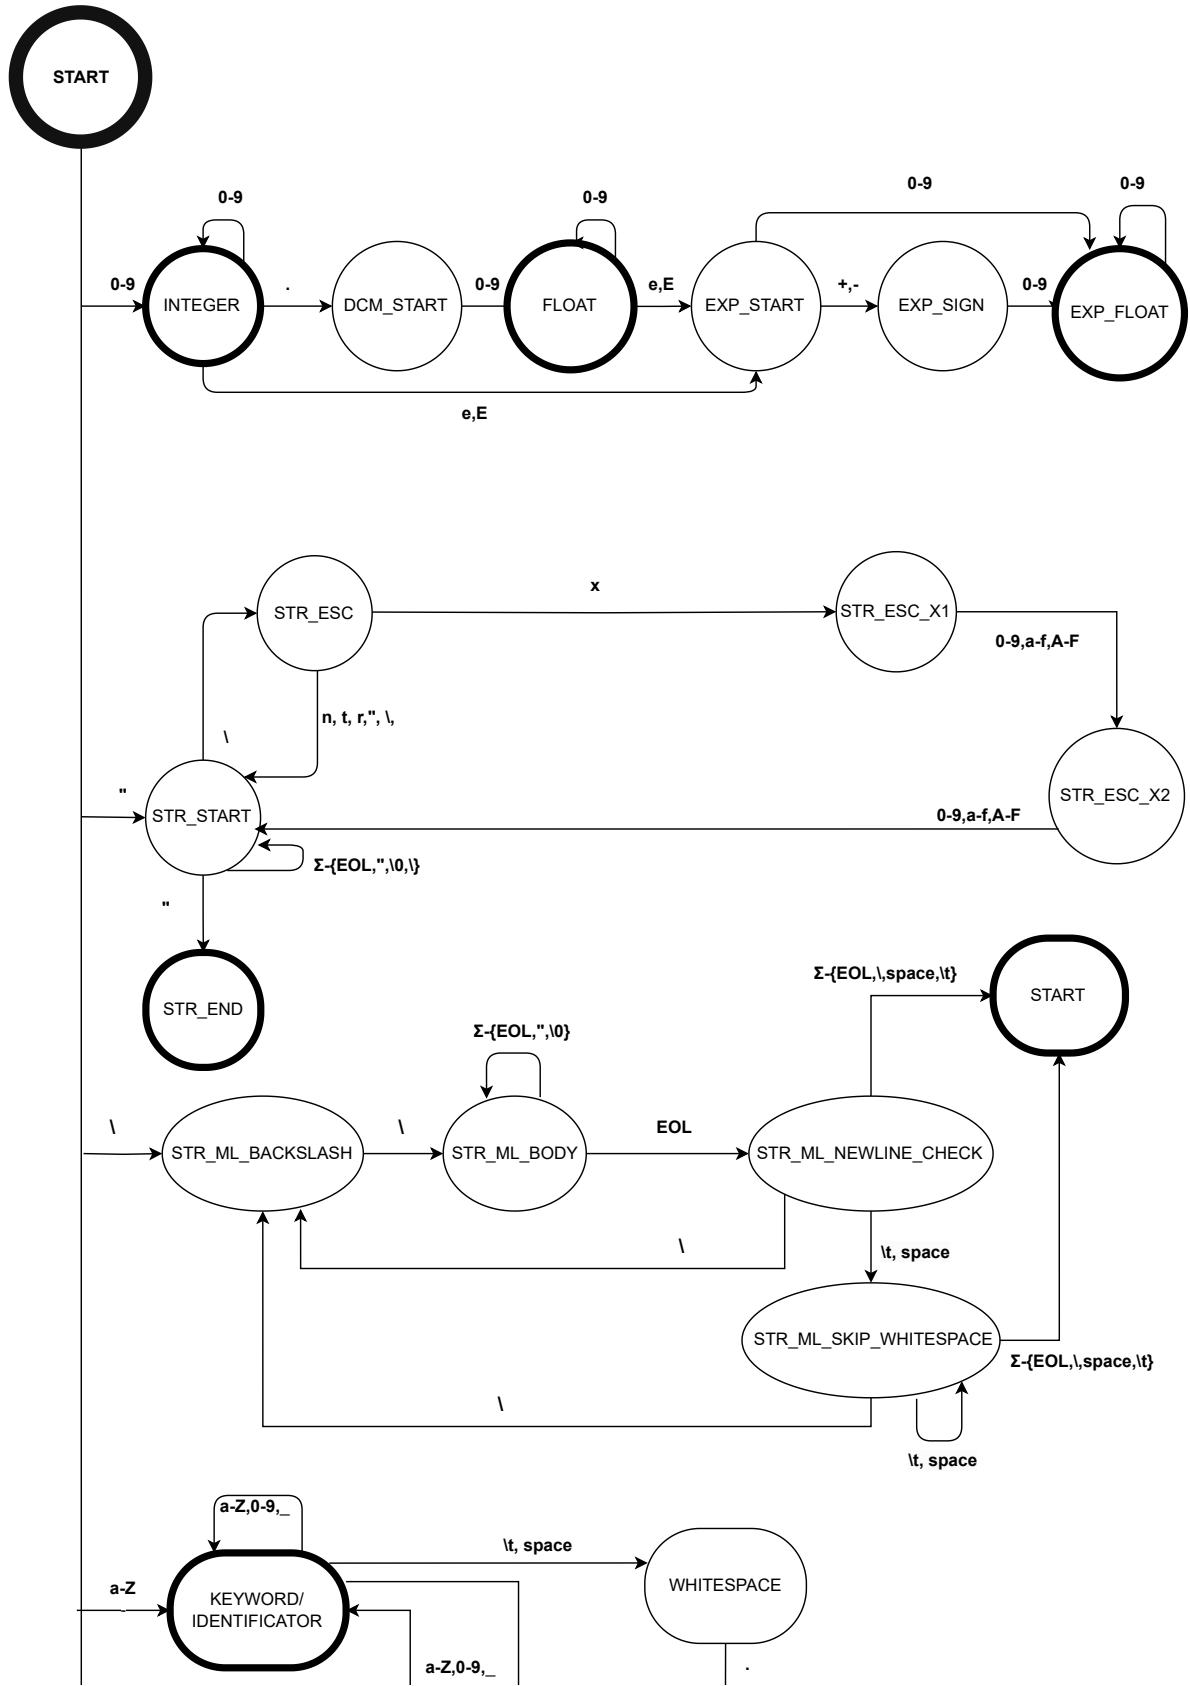 START
0-9
0-9
0-9
0-9
0-9
INTEGER
.
DCM_START
0-9
FLOAT
e,E
EXP_START
+,-
EXP_SIGN
0-9
EXP_FLOAT
e,E
STR_ESC
x
STR_ESC_X1
0-9,a-f,A-F
n, t, r,", \,
\
"
STR_START
STR_ESC_X2
0-9,a-f,A-F
Σ-{EOL,",\0,\}
"
STR_END
Σ-{EOL,\,space,\t}
START
Σ-{EOL,",\0}
\
STR_ML_BACKSLASH
\
STR_ML_BODY
EOL
STR_ML_NEWLINE_CHECK
\
\t, space
STR_ML_SKIP_WHITESPACE
Σ-{EOL,\,space,\t}
\
\t, space
a-Z,0-9,_
\t, space
a-Z
KEYWORD/
IDENTIFICATOR
WHITESPACE
a-Z,0-9,_
.